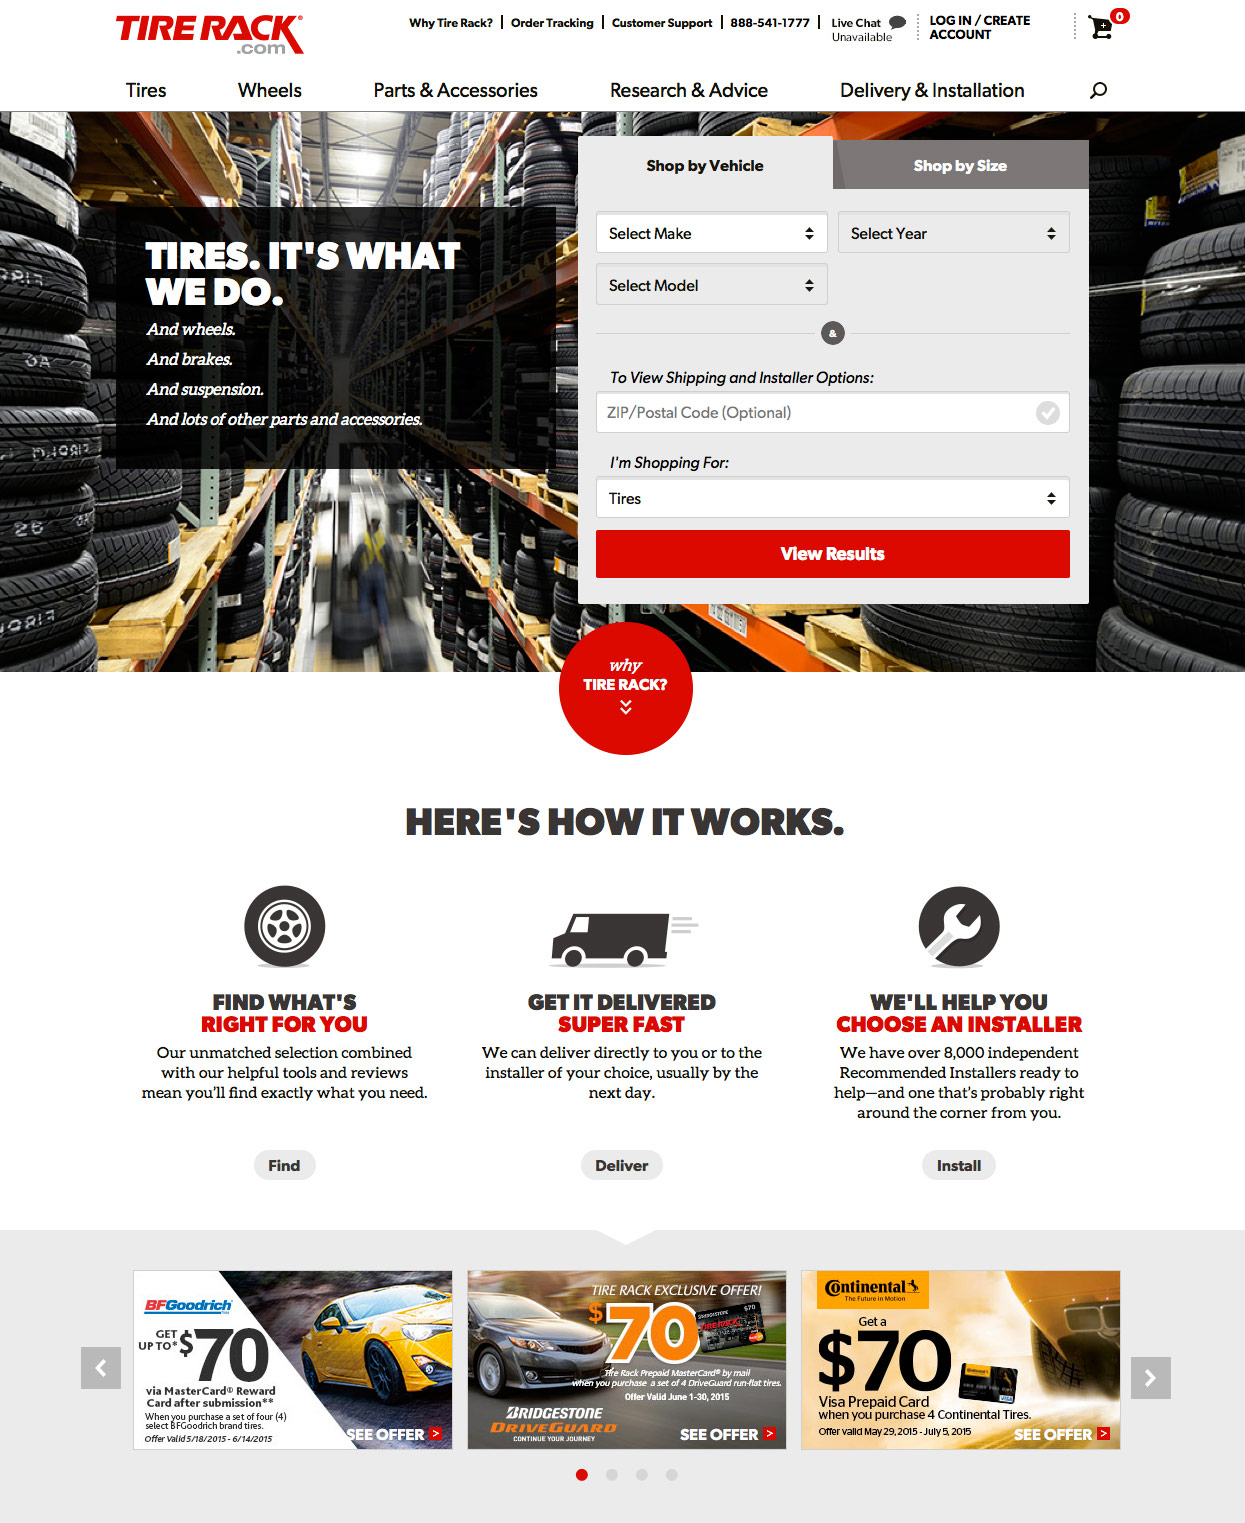 TIRE RACK®
.com
Why Tire Rack?
Order Tracking
Customer Support
888-541-1777
Live Chat
Unavailable
LOG IN / CREATE
ACCOUNT
0
Tires
Wheels
Parts & Accessories
Research & Advice
Delivery & Installation
TIRES. IT'S WHAT
WE DO.
And wheels.
And brakes.
And suspension.
And lots of other parts and accessories.
Shop by Vehicle
Shop by Size
Select Make
Select Year
Select Model
&
To View Shipping and Installer Options:
ZIP/Postal Code (Optional)
I'm Shopping For:
Tires
View Results
why
TIRE RACK?
HERE'S HOW IT WORKS.
FIND WHAT'S
RIGHT FOR YOU
Our unmatched selection combined
with our helpful tools and reviews
mean you'll find exactly what you need.
Find
GET IT DELIVERED
SUPER FAST
We can deliver directly to you or to the
installer of your choice, usually by the
next day.
Deliver
WE'LL HELP YOU
CHOOSE AN INSTALLER
We have over 8,000 independent
Recommended Installers ready to
help—and one that's probably right
around the corner from you.
Install
BFGoodrich
GET
UP TO*
$70
via MasterCard® Reward
Card after submission**
When you purchase a set of four (4)
select BFGoodrich brand tires.
Offer Valid 5/18/2015 - 6/14/2015
SEE OFFER
TIRE RACK EXCLUSIVE OFFER!
$70
Tire Rack Prepaid MasterCard® by mail
when you purchase a set of 4 DriveGuard run-flat tires.
Offer Valid June 1-30, 2015
BRIDGESTONE
DRIVEGUARD
CONTINUE YOUR JOURNEY
SEE OFFER
Continental
The Future in Motion
Get a
$70
Visa Prepaid Card
when you purchase 4 Continental Tires.
Offer valid May 29, 2015 - July 5, 2015
SEE OFFER